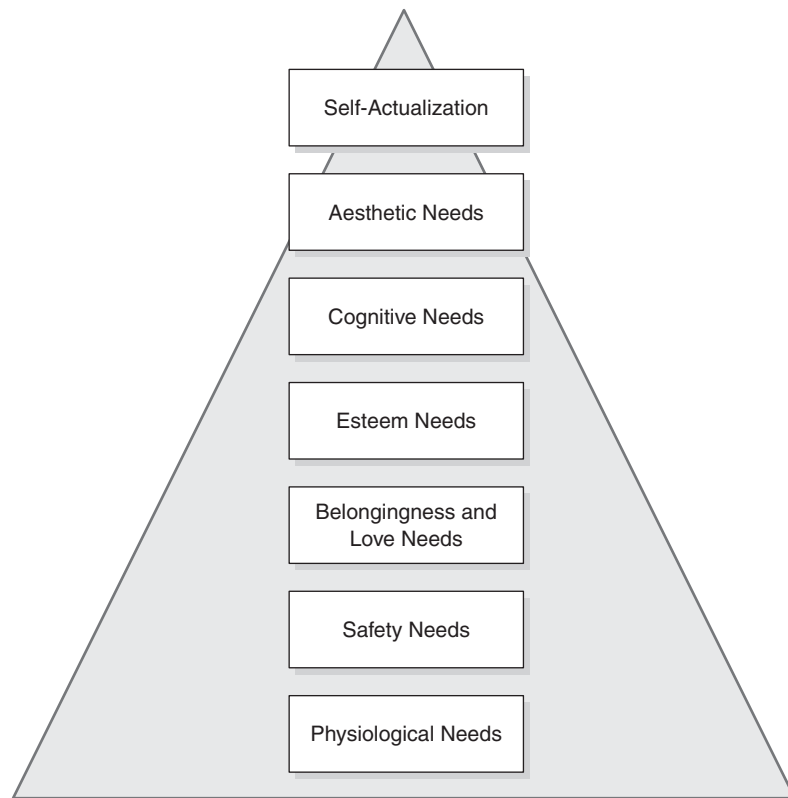 Self-Actualization
Aesthetic Needs
Cognitive Needs
Esteem Needs
Belongingness and
Love Needs
Safety Needs
Physiological Needs